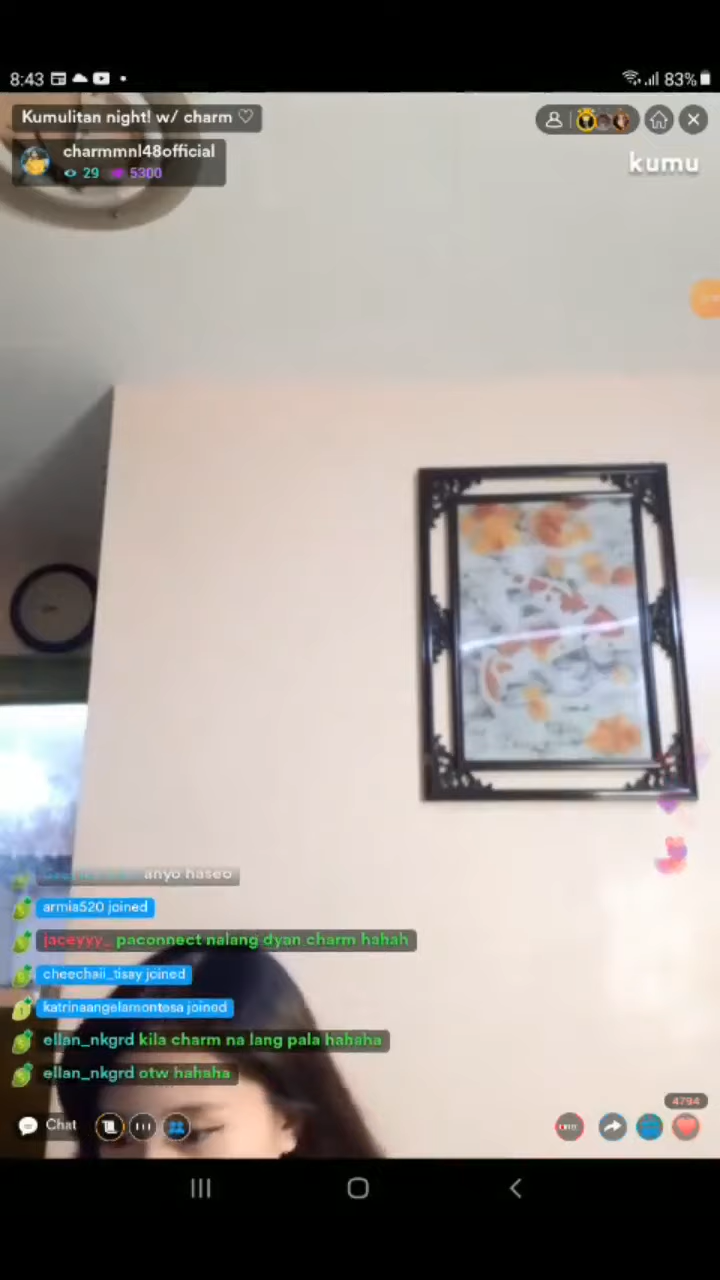 8:43
83%
Kumulitan night! w/ charm ♡
charmmnl48official
29 5300
kumu
anyo haseo
armia520 joined
jaceyyy_ paconnect nalang dyan charm hahah
cheechaii_tisay joined
katrinaangelamontesa joined
ellan_nkgrd kila charm na lang pala hahaha
ellan_nkgrd otw hahaha
4794
Chat